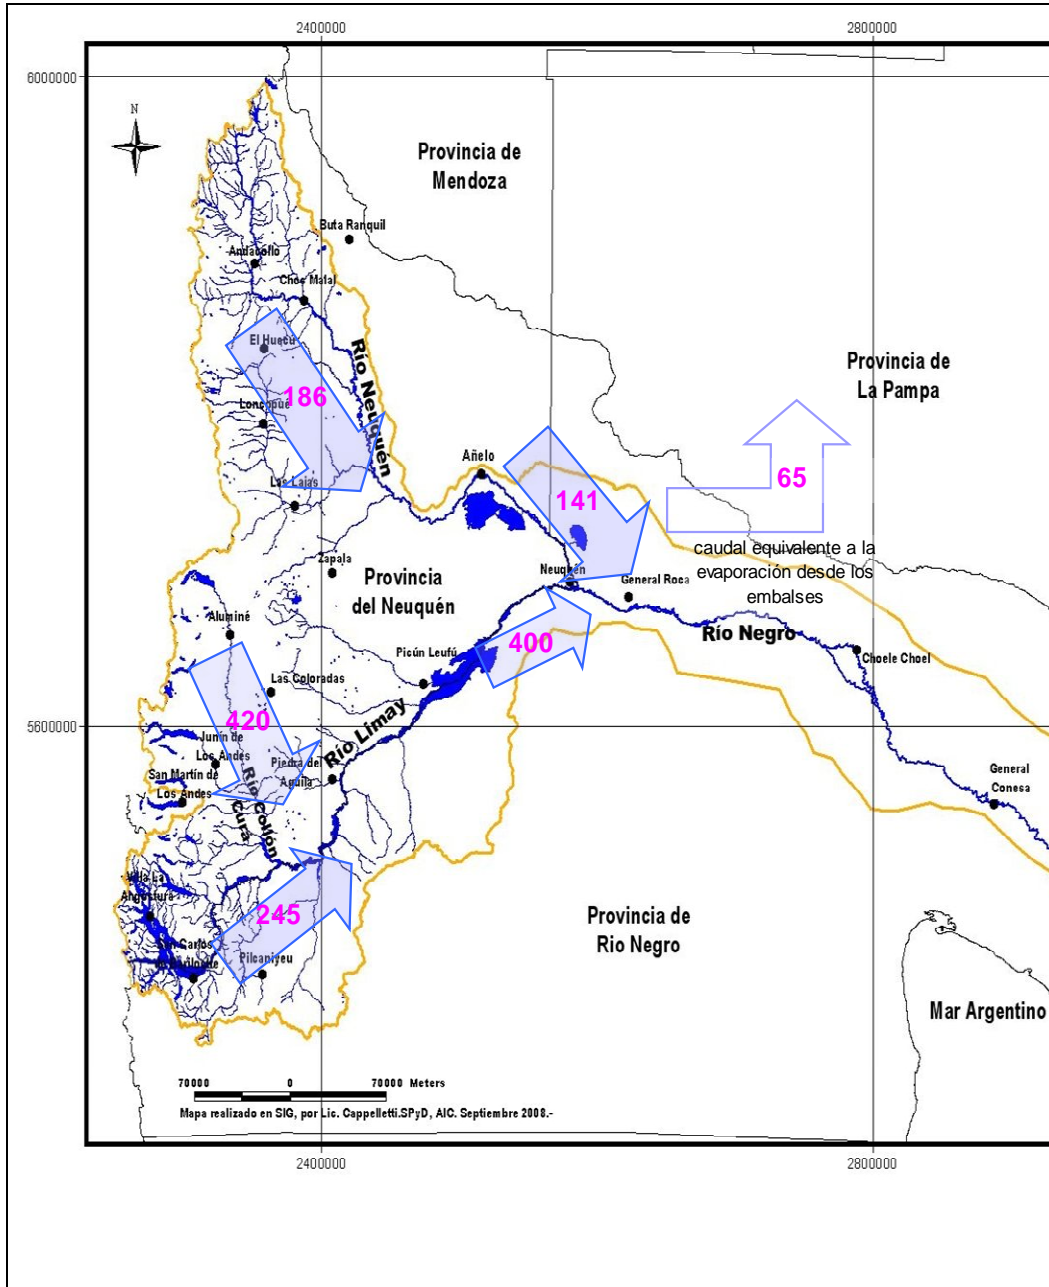 2400000
2800000
6000000
N
Provincia de
Mendoza
Buta Ranquil
Andacollo
Chos Malal
El Huecú
Río Neuquén
Provincia de
La Pampa
186
Loncopué
Añelo
65
Las Lajas
141
caudal equivalente a la
evaporación desde los
embalses
Zapala
Neuquén
General Roca
Provincia
del Neuquén
Aluminé
Río Negro
400
Picún Leufú
Choele Choel
Las Coloradas
420
5600000
Río Limay
Junín de
Los Andes
Piedra del
Aguila
San Martín de
Los Andes
General
Conesa
Río Collón
Cura
Villa La
Angostura
245
Provincia de
Rio Negro
San Carlos
de Bariloche
Pilcaniyeu
Mar Argentino
70000 0 70000 Meters
Mapa realizado en SIG, por Lic. Cappelletti.SPyD, AIC. Septiembre 2008.-
2400000
2800000